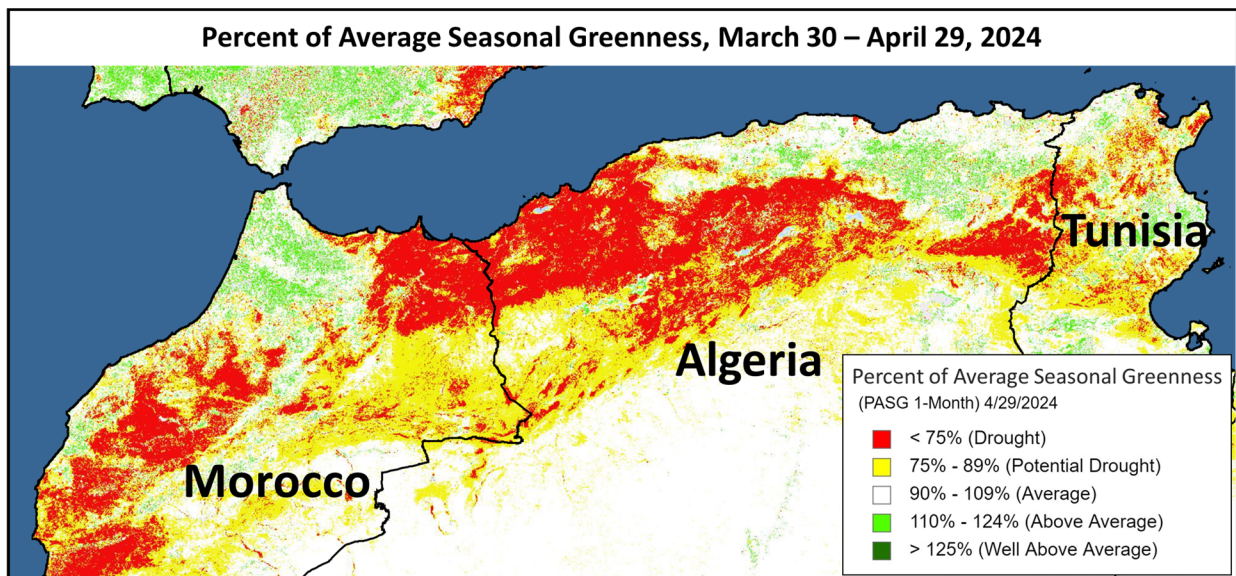 Percent of Average Seasonal Greenness, March 30 – April 29, 2024
Tunisia
Algeria
Morocco
Percent of Average Seasonal Greenness
(PASG 1-Month) 4/29/2024
< 75% (Drought)
75% - 89% (Potential Drought)
90% - 109% (Average)
110% - 124% (Above Average)
> 125% (Well Above Average)